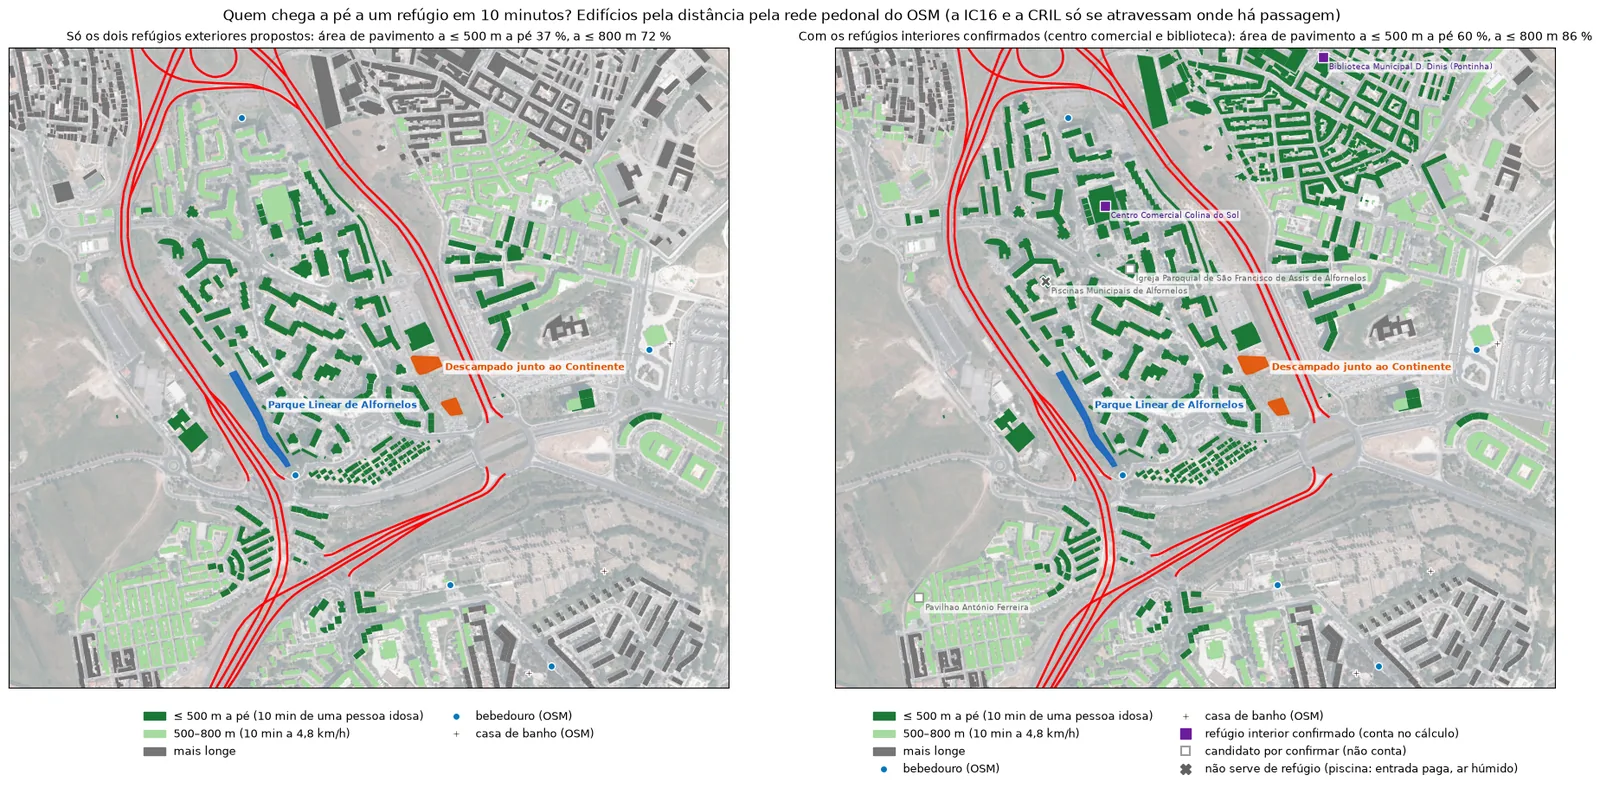 Quem chega a pé a um refúgio em 10 minutos? Edifícios pela distância pela rede pedonal do OSM (a IC16 e a CRIL só se atravessam onde há passagem)
Só os dois refúgios exteriores propostos: área de pavimento a ≤ 500 m a pé 37 %, a ≤ 800 m 72 %
Descampado junto ao Continente
Parque Linear de Alfornelos
≤ 500 m a pé (10 min de uma pessoa idosa)
500–800 m (10 min a 4,8 km/h)
mais longe
bebedouro (OSM)
casa de banho (OSM)
Com os refúgios interiores confirmados (centro comercial e biblioteca): área de pavimento a ≤ 500 m a pé 60 %, a ≤ 800 m 86 %
Biblioteca Municipal D. Dinis (Pontinha)
Centro Comercial Colina do Sol
Igreja Paroquial de São Francisco de Assis de Alfornelos
Piscinas Municipais de Alfornelos
Descampado junto ao Continente
Parque Linear de Alfornelos
Pavilhao António Ferreira
≤ 500 m a pé (10 min de uma pessoa idosa)
500–800 m (10 min a 4,8 km/h)
mais longe
bebedouro (OSM)
casa de banho (OSM)
refúgio interior confirmado (conta no cálculo)
candidato por confirmar (não conta)
não serve de refúgio (piscina: entrada paga, ar húmido)